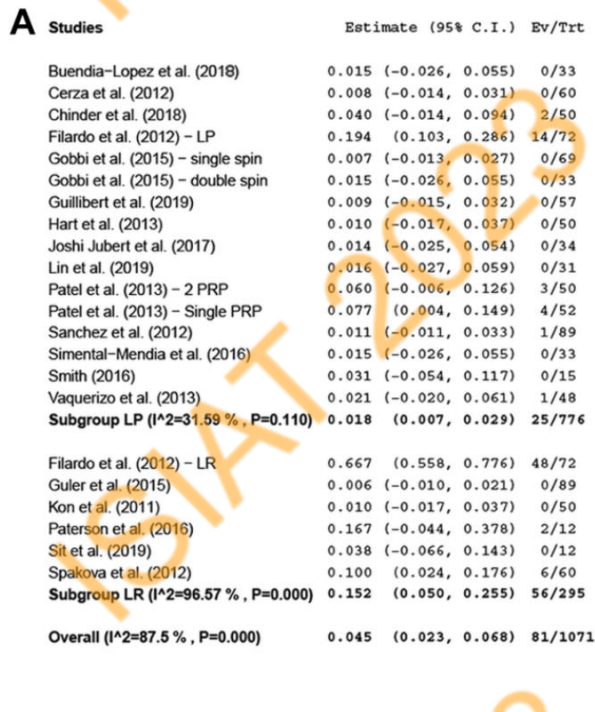 A Studies Estimate (95% C.I.) Ev/Trt
Buendia-Lopez et al. (2018) 0.015 (-0.026, 0.055) 0/33
Cerza et al. (2012) 0.008 (-0.014, 0.031) 0/60
Chinder et al. (2018) 0.040 (-0.014, 0.094) 2/50
Filardo et al. (2012) - LP 0.194 (0.103, 0.286) 14/72
Gobbi et al. (2015) - single spin 0.007 (-0.013, 0.027) 0/69
Gobbi et al. (2015) - double spin 0.015 (-0.026, 0.055) 0/33
Guillibert et al. (2019) 0.009 (-0.015, 0.032) 0/57
Hart et al. (2013) 0.010 (-0.017, 0.037) 0/50
Joshi Jubert et al. (2017) 0.014 (-0.025, 0.054) 0/34
Lin et al. (2019) 0.016 (-0.027, 0.059) 0/31
Patel et al. (2013) - 2 PRP 0.060 (-0.006, 0.126) 3/50
Patel et al. (2013) - Single PRP 0.077 (0.004, 0.149) 4/52
Sanchez et al. (2012) 0.011 (-0.011, 0.033) 1/89
Simental-Mendia et al. (2016) 0.015 (-0.026, 0.055) 0/33
Smith (2016) 0.031 (-0.054, 0.117) 0/15
Vaquerizo et al. (2013) 0.021 (-0.020, 0.061) 1/48
Subgroup LP (I^2=31.59 % , P=0.110) 0.018 (0.007, 0.029) 25/776
Filardo et al. (2012) - LR 0.667 (0.558, 0.776) 48/72
Guler et al. (2015) 0.006 (-0.010, 0.021) 0/89
Kon et al. (2011) 0.010 (-0.017, 0.037) 0/50
Paterson et al. (2016) 0.167 (-0.044, 0.378) 2/12
Sit et al. (2019) 0.038 (-0.066, 0.143) 0/12
Spakova et al. (2012) 0.100 (0.024, 0.176) 6/60
Subgroup LR (I^2=96.57 % , P=0.000) 0.152 (0.050, 0.255) 56/295
Overall (I^2=87.5 % , P=0.000) 0.045 (0.023, 0.068) 81/1071
ISIAT 2023